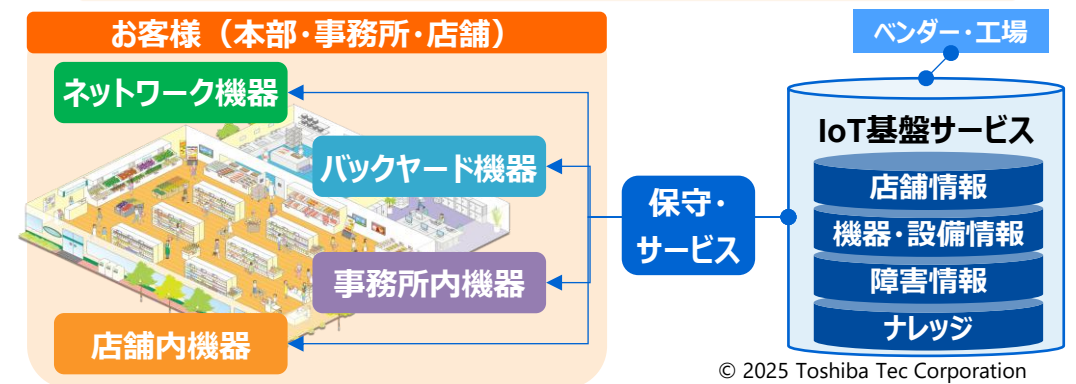 お客様（本部・事務所・店舗）
ネットワーク機器
バックヤード機器
事務所内機器
店舗内機器
保守・
サービス
ベンダー・工場
IoT基盤サービス
店舗情報
機器・設備情報
障害情報
ナレッジ
© 2025 Toshiba Tec Corporation